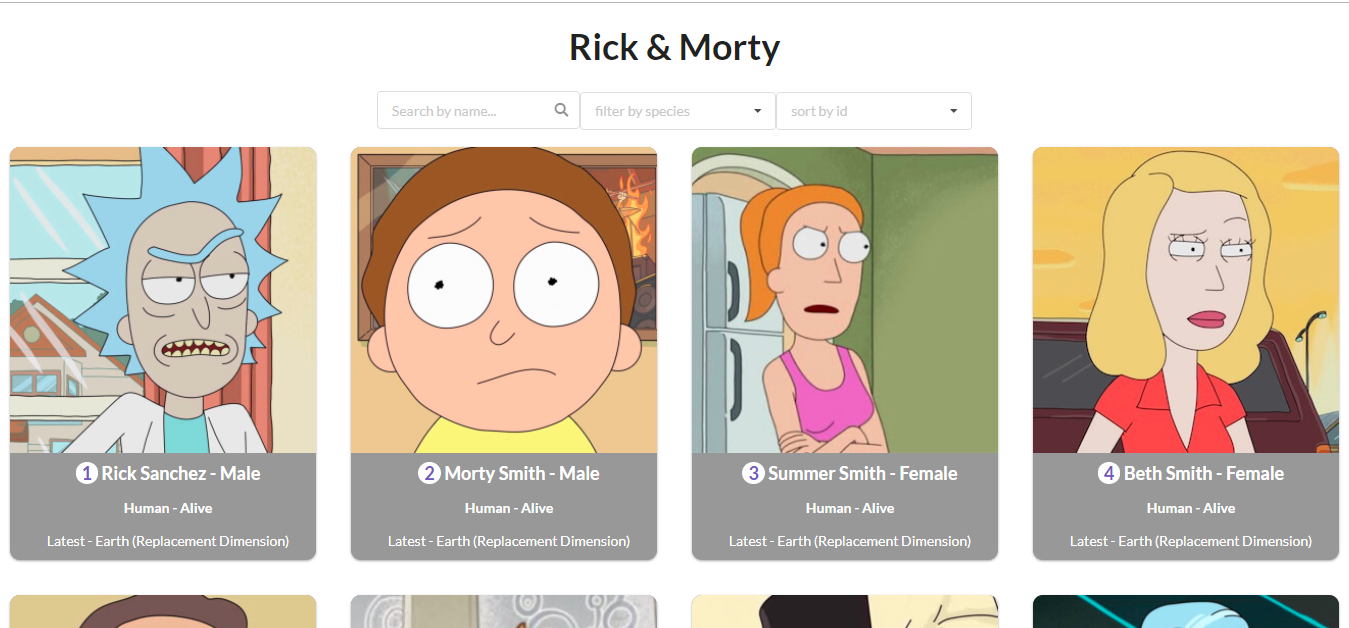 Rick & Morty
Search by name... filter by species sort by id
1 Rick Sanchez - Male
Human - Alive
Latest - Earth (Replacement Dimension)
2 Morty Smith - Male
Human - Alive
Latest - Earth (Replacement Dimension)
3 Summer Smith - Female
Human - Alive
Latest - Earth (Replacement Dimension)
4 Beth Smith - Female
Human - Alive
Latest - Earth (Replacement Dimension)